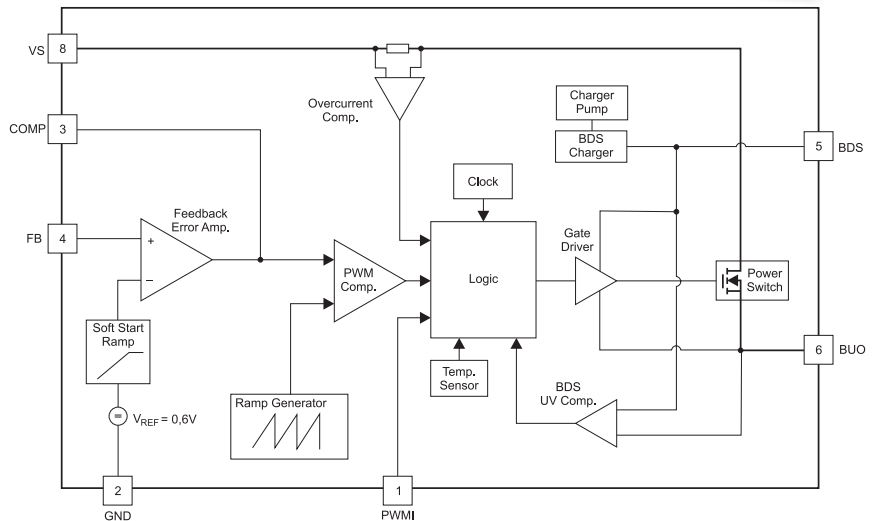 VS
8
Overcurrent
Comp.
Charger
Pump
BDS
Charger
COMP
3
5
BDS
Clock
Feedback
Error Amp.
FB
4
+
−
Gate
Driver
PWM
Comp.
Logic
Power
Switch
Soft Start
Ramp
6
BUO
Temp.
Sensor
BDS
UV Comp.
Ramp Generator
=
VREF = 0,6V
2
1
GND
PWMI